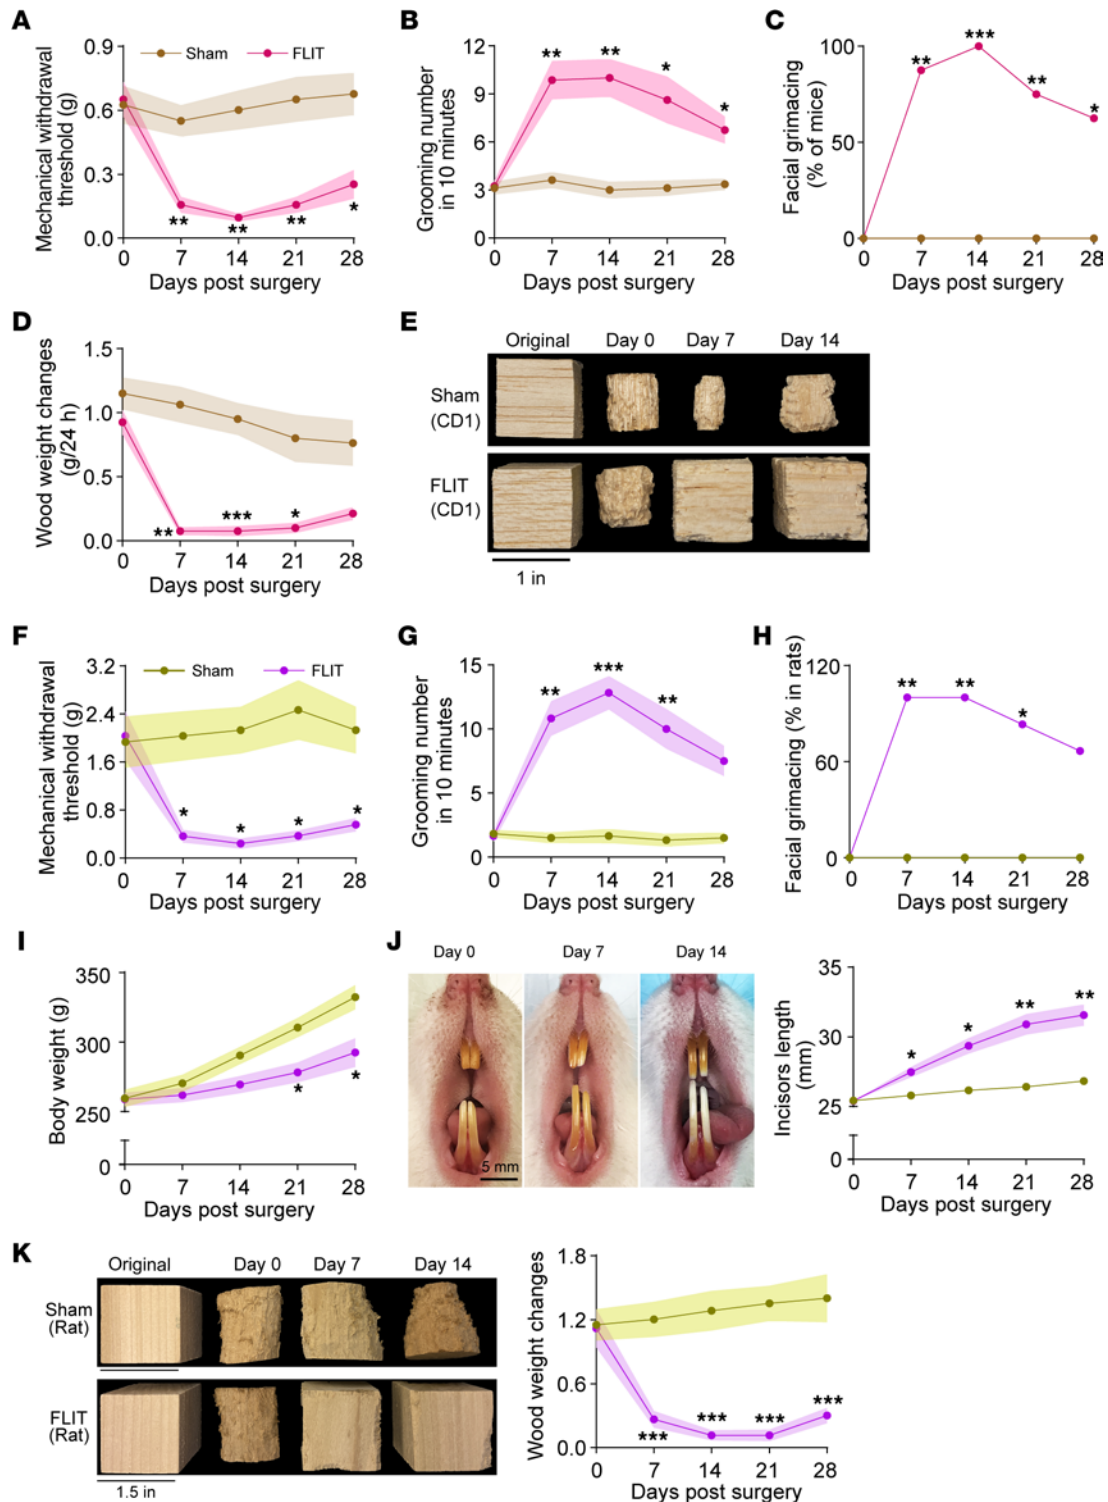 A
Mechanical withdrawal
threshold (g)
0.9
0.6
0.3
0.0
Sham
FLIT
**
**
**
*
0 7 14 21 28
Days post surgery
B
Grooming number
in 10 minutes
12
9
6
3
0
**
**
*
*
0 7 14 21 28
Days post surgery
C
Facial grimacing
(% of mice)
100
50
0
**
***
**
*
0 7 14 21 28
Days post surgery
D
Wood weight changes
(g/24 h)
1.5
1.0
0.5
0.0
**
***
*
0 7 14 21 28
Days post surgery
E
Original Day 0 Day 7 Day 14
Sham
(CD1)
FLIT
(CD1)
1 in
F
Mechanical withdrawal
threshold (g)
3.2
2.4
1.6
0.8
0.0
Sham
FLIT
*
*
*
*
0 7 14 21 28
Days post surgery
G
Grooming number
in 10 minutes
15
10
5
0
**
***
**
0 7 14 21 28
Days post surgery
H
Facial grimacing (% in rats)
120
60
0
**
**
*
0 7 14 21 28
Days post surgery
I
Body weight (g)
350
300
250
0
*
*
0 7 14 21 28
Days post surgery
J
Day 0 Day 7 Day 14
5 mm
Incisors length
(mm)
35
30
25
0
*
*
**
**
0 7 14 21 28
Days post surgery
K
Original Day 0 Day 7 Day 14
Sham
(Rat)
FLIT
(Rat)
1.5 in
Wood weight changes
1.8
1.2
0.6
0.0
***
***
***
***
0 7 14 21 28
Days post surgery